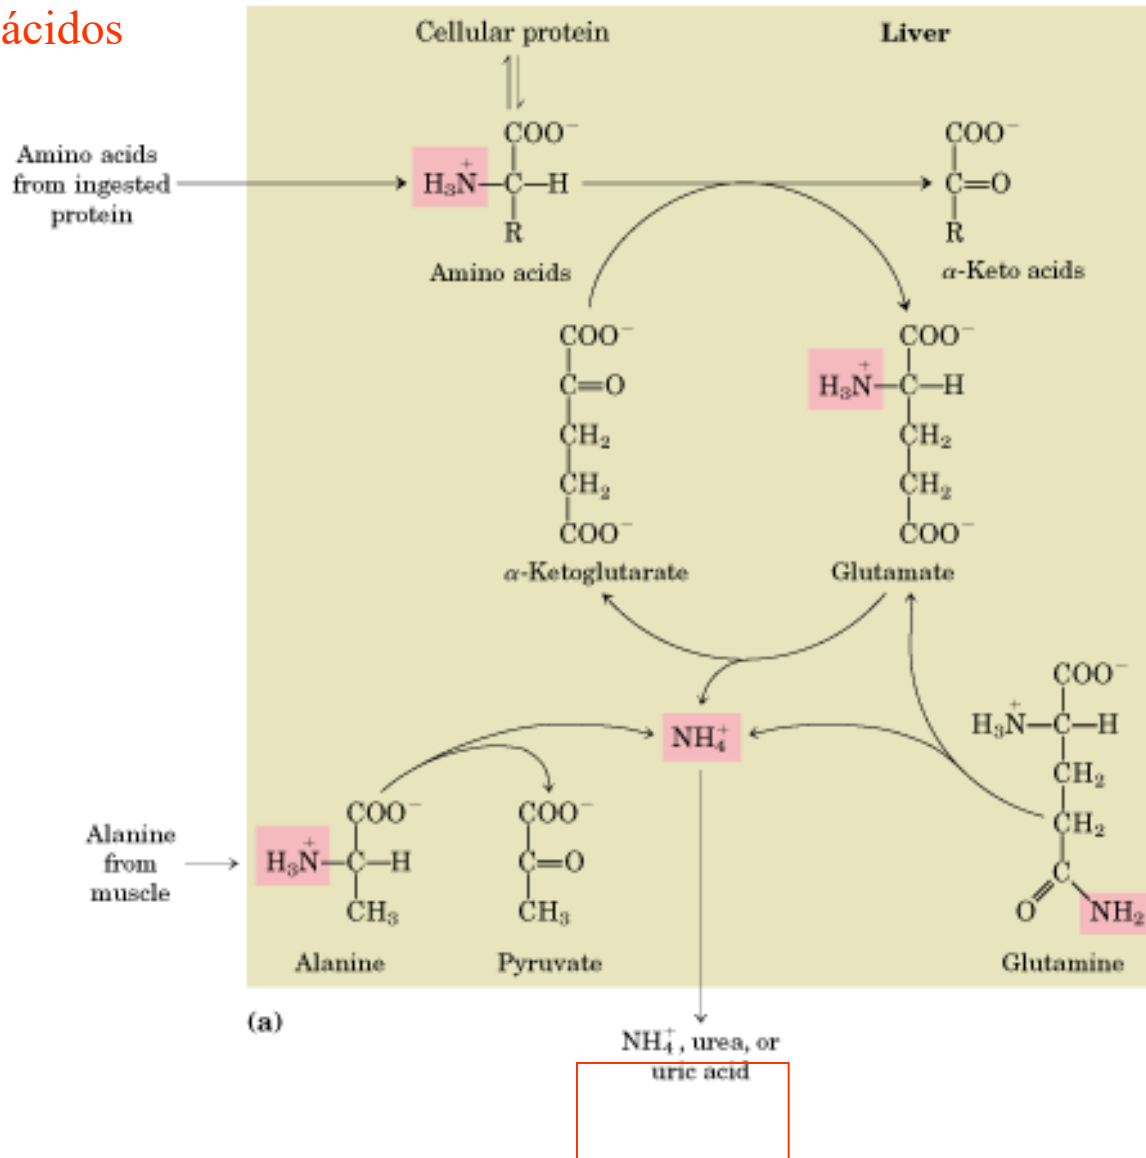 ácidos
Cellular protein
Liver
Amino acids
from ingested
protein
COO⁻
H₃N⁺—C—H
R
Amino acids
COO⁻
C=O
R
α-Keto acids
COO⁻
C=O
CH₂
CH₂
COO⁻
α-Ketoglutarate
COO⁻
H₃N⁺—C—H
CH₂
CH₂
COO⁻
Glutamate
NH₄⁺
COO⁻
H₃N⁺—C—H
CH₂
CH₂
C
O
NH₂
Glutamine
Alanine
from
muscle
COO⁻
H₃N⁺—C—H
CH₃
Alanine
COO⁻
C=O
CH₃
Pyruvate
(a)
NH₄⁺, urea, or
uric acid